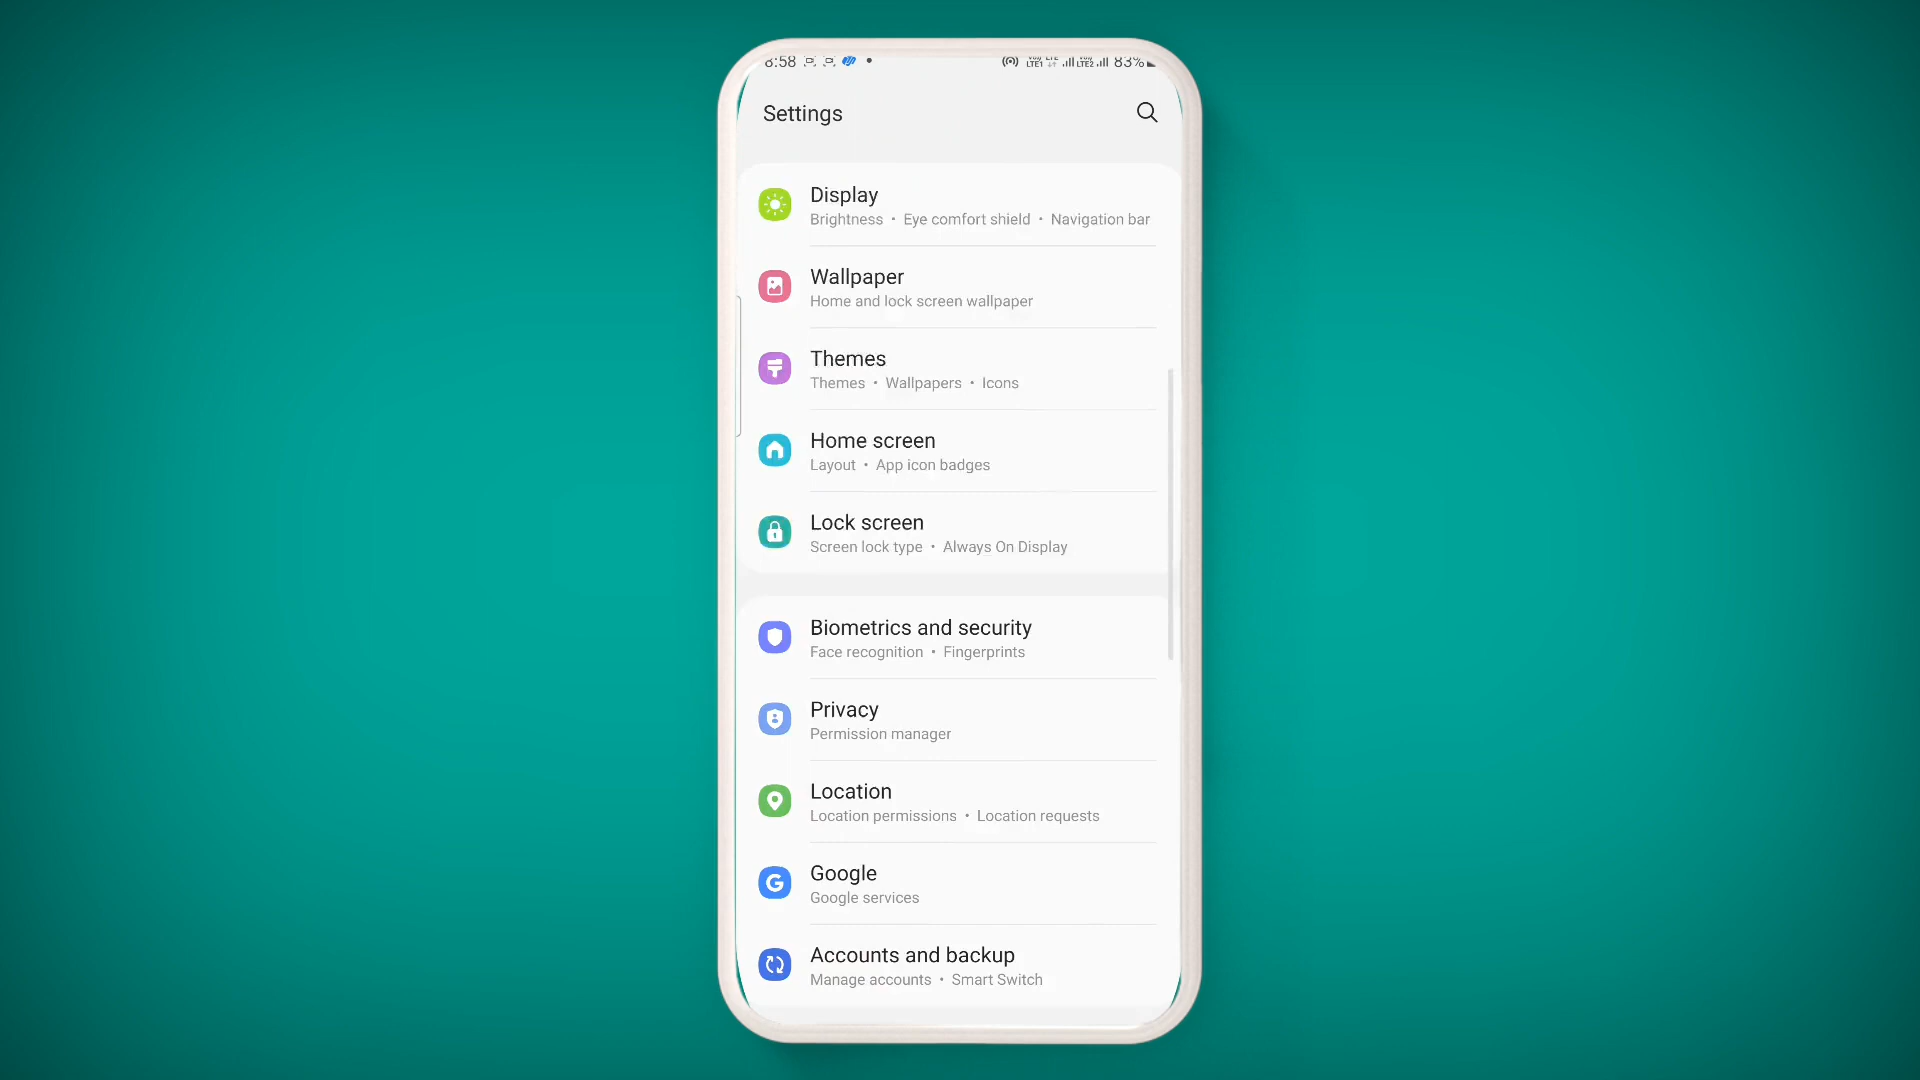 8:58 83%
Settings
Display
Brightness • Eye comfort shield • Navigation bar
Wallpaper
Home and lock screen wallpaper
Themes
Themes • Wallpapers • Icons
Home screen
Layout • App icon badges
Lock screen
Screen lock type • Always On Display
Biometrics and security
Face recognition • Fingerprints
Privacy
Permission manager
Location
Location permissions • Location requests
Google
Google services
Accounts and backup
Manage accounts • Smart Switch